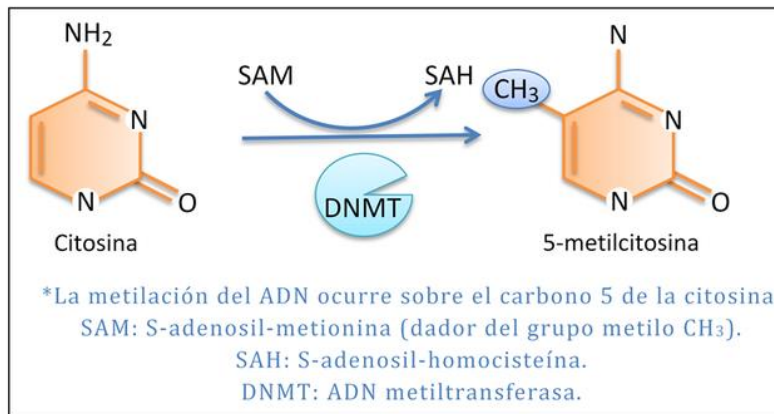 NH₂
N
SAM
SAH
CH₃
N
N
N
O
DNMT
N
O
Citosina
5-metilcitosina
*La metilación del ADN ocurre sobre el carbono 5 de la citosina
SAM: S-adenosil-metionina (dador del grupo metilo CH₃).
SAH: S-adenosil-homocisteína.
DNMT: ADN metiltransferasa.